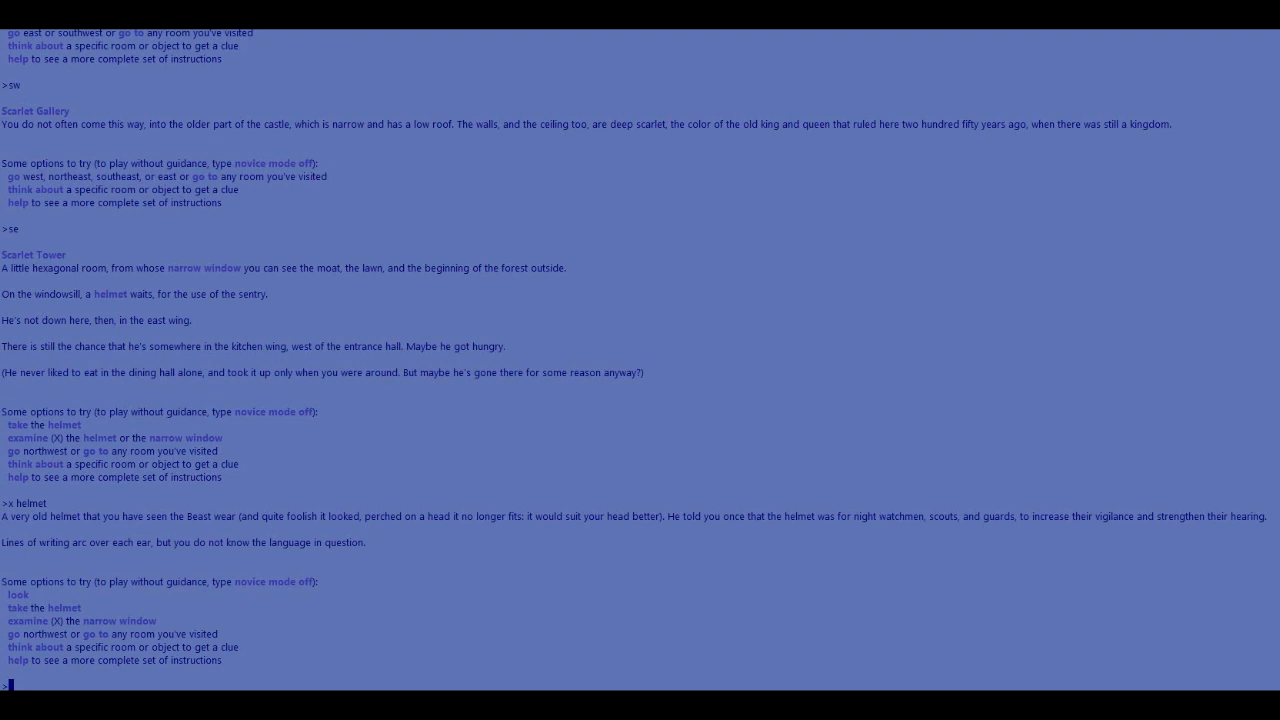 go east or southwest or go to any room you've visited
think about a specific room or object to get a clue
help to see a more complete set of instructions
>sw
Scarlet Gallery
You do not often come this way, into the older part of the castle, which is narrow and has a low roof. The walls, and the ceiling too, are deep scarlet, the color of the old king and queen that ruled here two hundred fifty years ago, when there was still a kingdom.
Some options to try (to play without guidance, type novice mode off):
go west, northeast, southeast, or east or go to any room you've visited
think about a specific room or object to get a clue
help to see a more complete set of instructions
>se
Scarlet Tower
A little hexagonal room, from whose narrow window you can see the moat, the lawn, and the beginning of the forest outside.
On the windowsill, a helmet waits, for the use of the sentry.
He's not down here, then, in the east wing.
There is still the chance that he's somewhere in the kitchen wing, west of the entrance hall. Maybe he got hungry.
(He never liked to eat in the dining hall alone, and took it up only when you were around. But maybe he's gone there for some reason anyway?)
Some options to try (to play without guidance, type novice mode off):
take the helmet
examine (X) the helmet or the narrow window
go northwest or go to any room you've visited
think about a specific room or object to get a clue
help to see a more complete set of instructions
>x helmet
A very old helmet that you have seen the Beast wear (and quite foolish it looked, perched on a head it no longer fits: it would suit your head better). He told you once that the helmet was for night watchmen, scouts, and guards, to increase their vigilance and strengthen their hearing.
Lines of writing arc over each ear, but you do not know the language in question.
Some options to try (to play without guidance, type novice mode off):
look
take the helmet
examine (X) the narrow window
go northwest or go to any room you've visited
think about a specific room or object to get a clue
help to see a more complete set of instructions
>